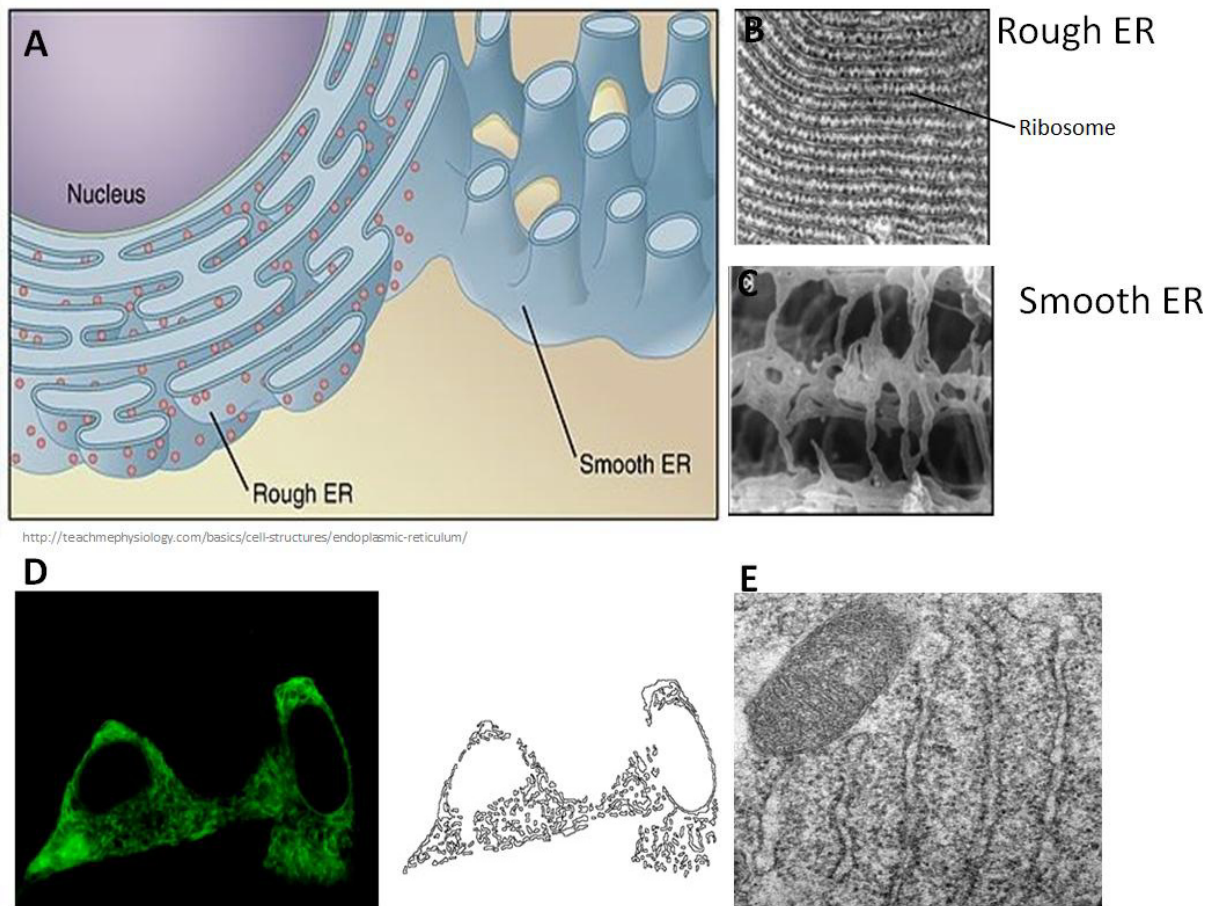 A
Nucleus
Rough ER
Smooth ER
http://teachmephysiology.com/basics/cell-structures/endoplasmic-reticulum/
B
Rough ER
Ribosome
C
Smooth ER
D
E